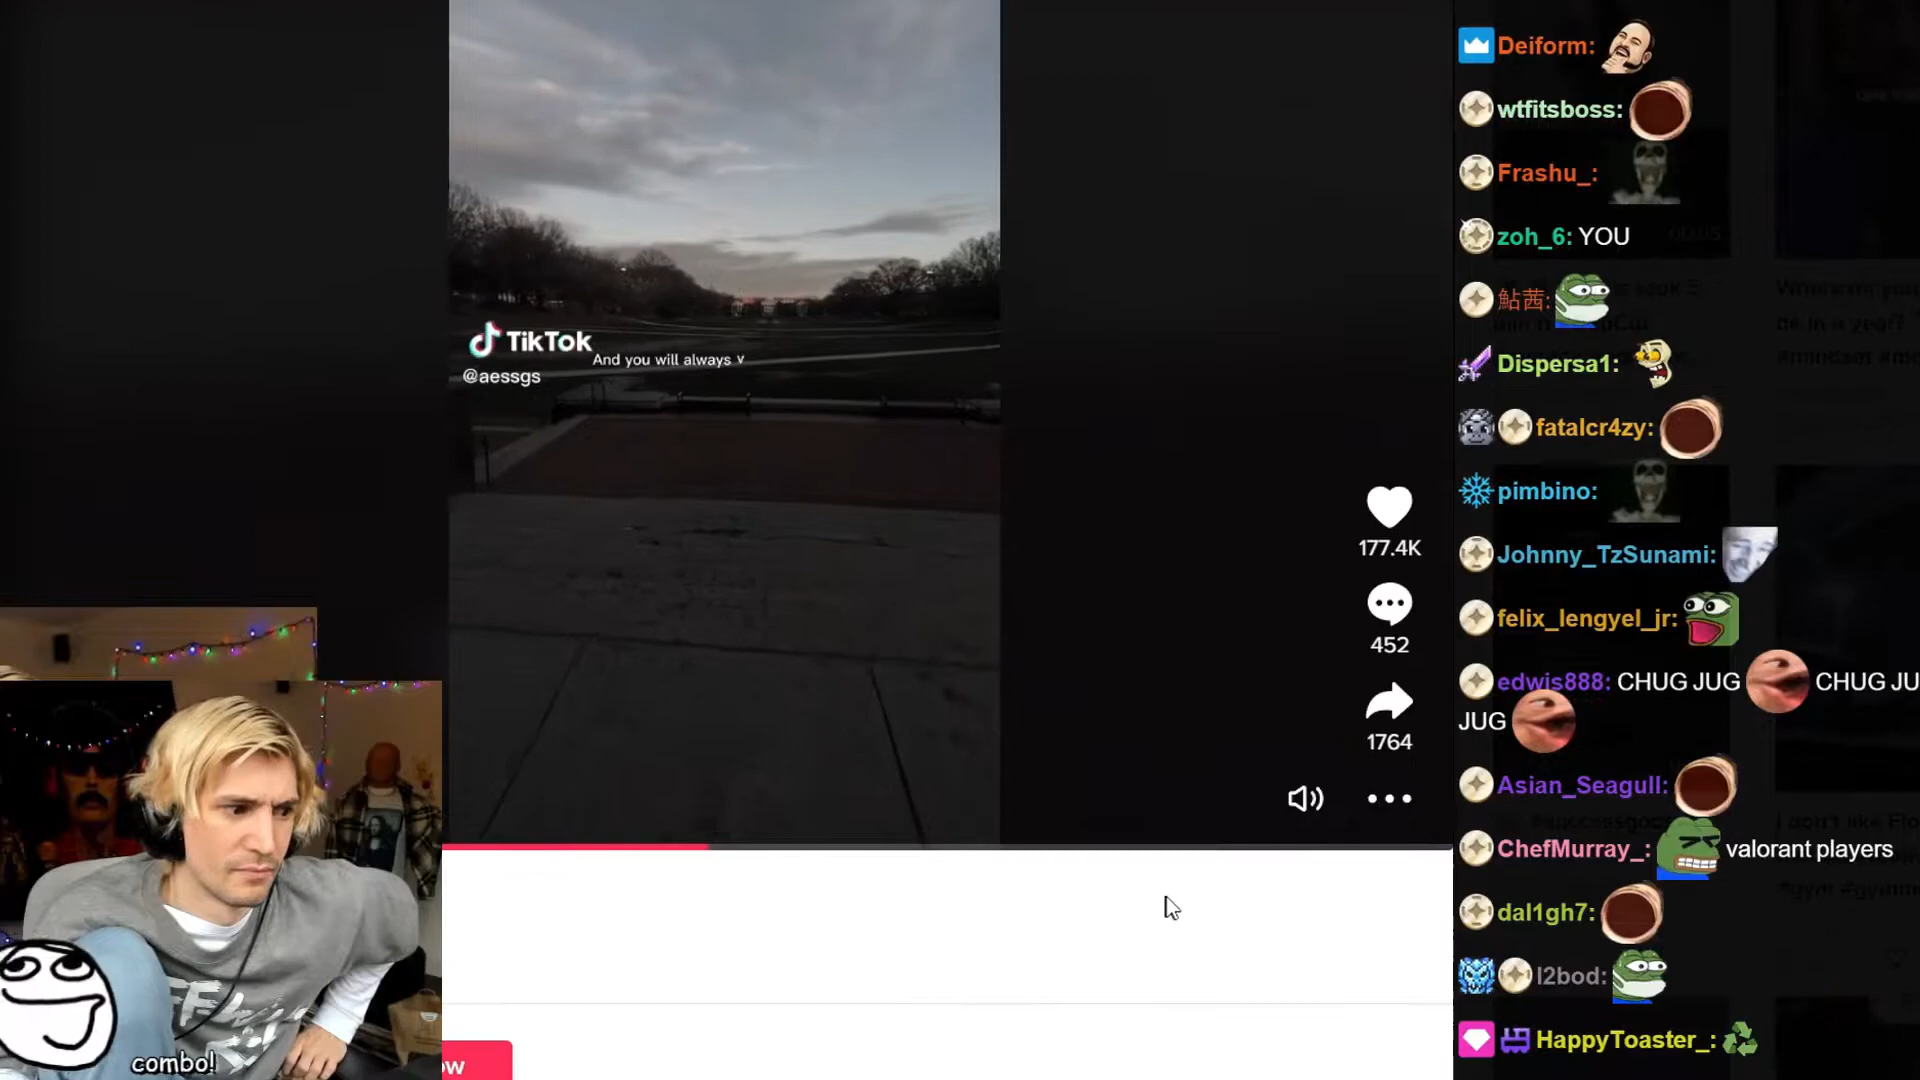 TikTok
And you will always v
@aessgs
177.4K
452
1764
combo!
ow
Deiform:
wtfitsboss:
Frashu_:
zoh_6: YOU
鮎茜:
Dispersa1:
fatalcr4zy:
pimbino:
Johnny_TzSunami:
felix_lengyel_jr:
edwis888: CHUG JUG CHUG JU
JUG
Asian_Seagull:
ChefMurray_: valorant players
dal1gh7:
l2bod:
HappyToaster_: